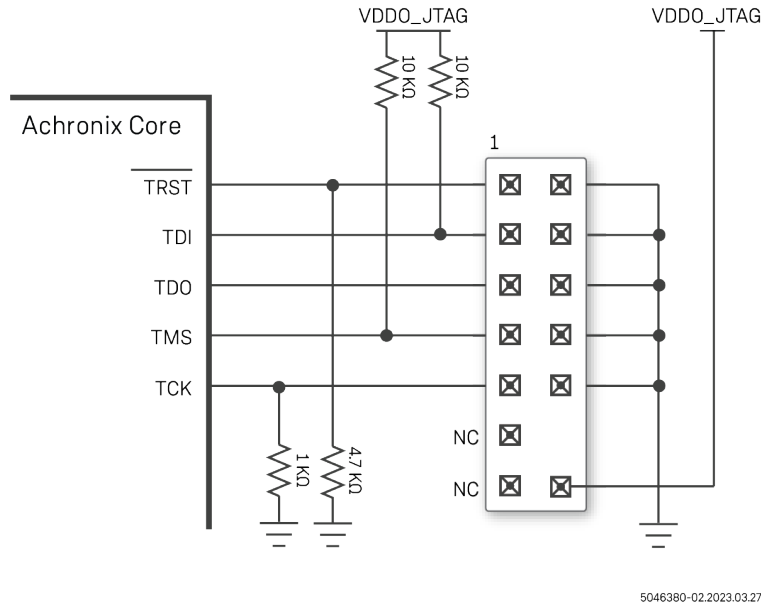 VDDO_JTAG
VDDO_JTAG
10 KΩ
10 KΩ
Achronix Core
1
TRST
TDI
TDO
TMS
TCK
NC
1 KΩ
4.7 KΩ
NC
5046380-02.2023.03.27